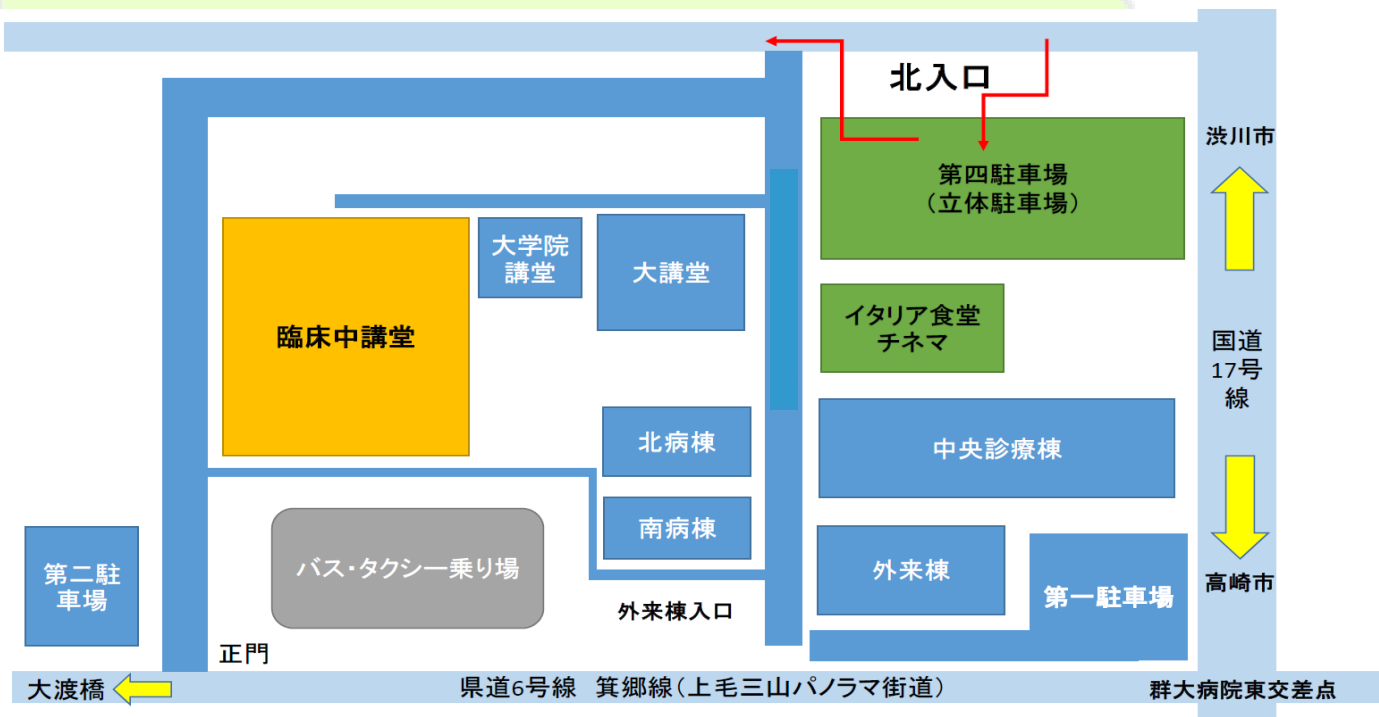 北入口
渋川市
第四駐車場
（立体駐車場）
大学院
講堂
大講堂
臨床中講堂
イタリア食堂
チネマ
国道
17号
線
北病棟
中央診療棟
南病棟
バス・タクシー乗り場
外来棟
第二駐
車場
第一駐車場
高崎市
外来棟入口
正門
大渡橋
県道6号線 箕郷線（上毛三山パノラマ街道）
群大病院東交差点